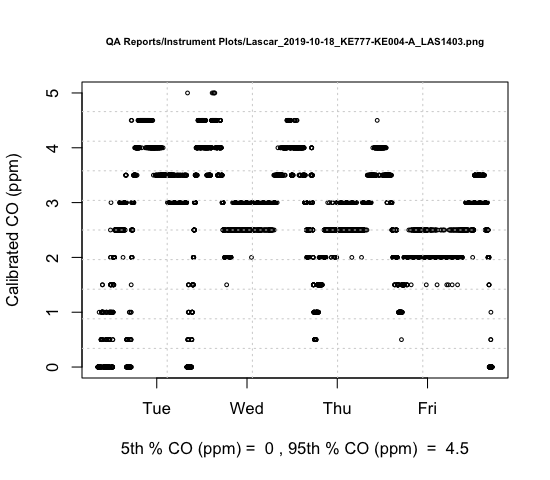 QA Reports/Instrument Plots/Lascar_2019-10-18_KE777-KE004-A_LAS1403.png
Calibrated CO (ppm)
5
4
3
2
1
0
Tue Wed Thu Fri
5th % CO (ppm) = 0 , 95th % CO (ppm) = 4.5